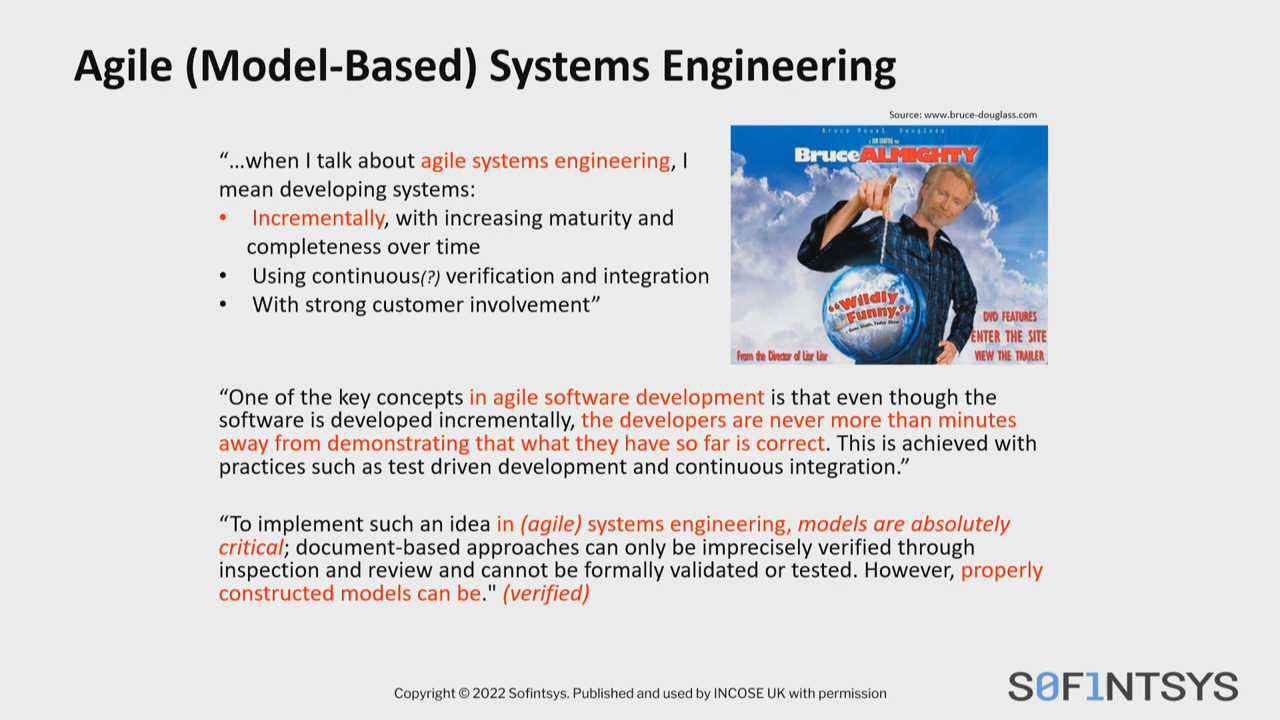 Agile (Model-Based) Systems Engineering
Source: www.bruce-douglass.com
“…when I talk about agile systems engineering, I
mean developing systems:
• Incrementally, with increasing maturity and
completeness over time
• Using continuous(?) verification and integration
• With strong customer involvement”
Bruce Powel Douglass
BruceALMIGHTY
“Wildly
Funny.”
DVD FEATURES
ENTER THE SITE
From the Director of Liar Liar
VIEW THE TRAILER
“One of the key concepts in agile software development is that even though the
software is developed incrementally, the developers are never more than minutes
away from demonstrating that what they have so far is correct. This is achieved with
practices such as test driven development and continuous integration.”
“To implement such an idea in (agile) systems engineering, models are absolutely
critical; document-based approaches can only be imprecisely verified through
inspection and review and cannot be formally validated or tested. However, properly
constructed models can be." (verified)
Copyright © 2022 Sofintsys. Published and used by INCOSE UK with permission
S0F1NTSYS